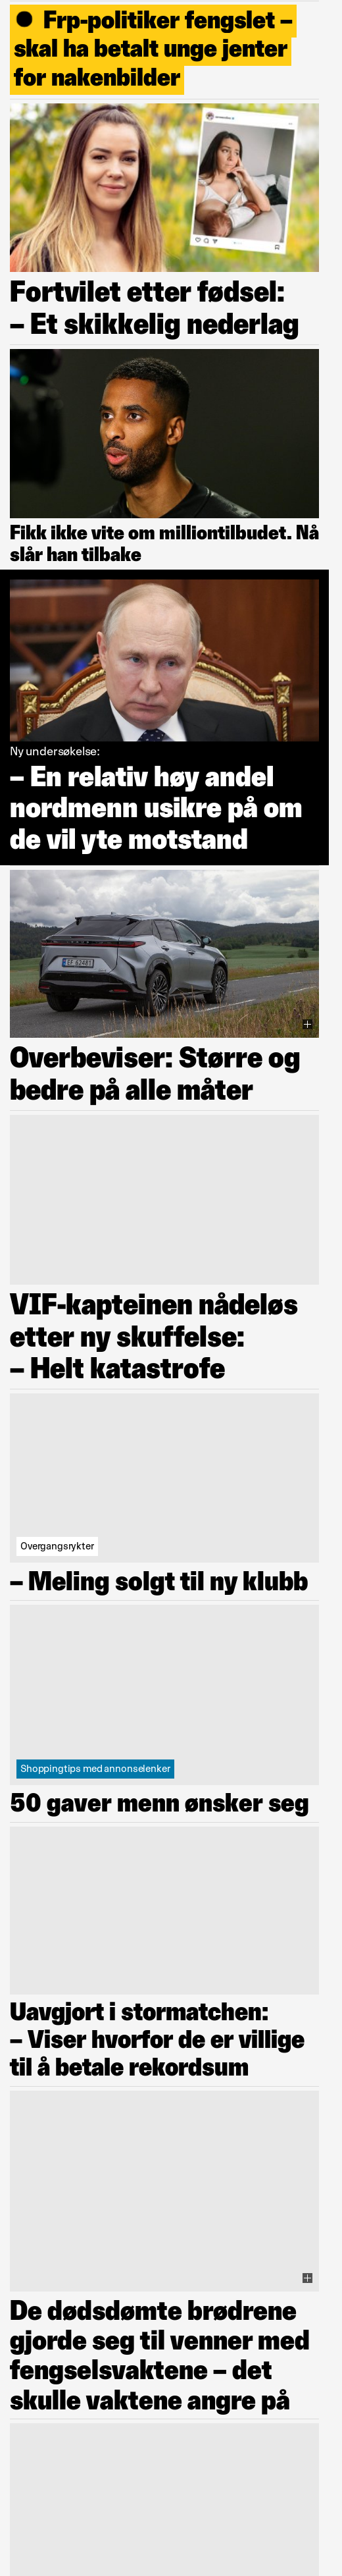 Frp-politiker fengslet –
skal ha betalt unge jenter
for nakenbilder
Fortvilet etter fødsel:
– Et skikkelig nederlag
Fikk ikke vite om milliontilbudet. Nå
slår han tilbake
Ny undersøkelse:
– En relativ høy andel
nordmenn usikre på om
de vil yte motstand
Overbeviser: Større og
bedre på alle måter
VIF-kapteinen nådeløs
etter ny skuffelse:
– Helt katastrofe
Overgangsrykter
– Meling solgt til ny klubb
Shoppingtips med annonselenker
50 gaver menn ønsker seg
Uavgjort i stormatchen:
– Viser hvorfor de er villige
til å betale rekordsum
De dødsdømte brødrene
gjorde seg til venner med
fengselsvaktene – det
skulle vaktene angre på